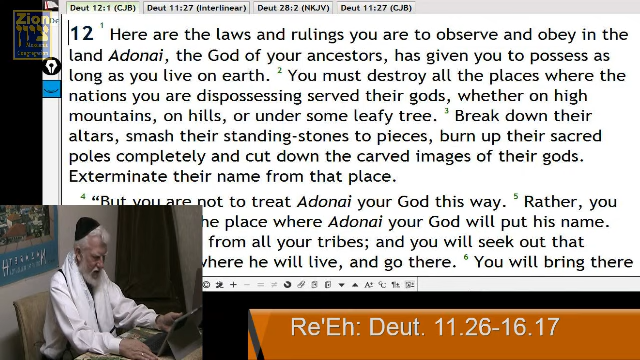 Zion
Messianic
Congregation
Deut 12:1 (CJB)
Deut 11:27 (Interlinear)
Deut 28:2 (NKJV)
Deut 11:27 (CJB)
12 1 Here are the laws and rulings you are to observe and obey in the
land Adonai, the God of your ancestors, has given you to possess as
long as you live on earth. 2 You must destroy all the places where the
nations you are dispossessing served their gods, whether on high
mountains, on hills, or under some leafy tree. 3 Break down their
altars, smash their standing-stones to pieces, burn up their sacred
poles completely and cut down the carved images of their gods.
Exterminate their name from that place.
4 “But you are not to treat Adonai your God this way. 5 Rather, you
he place where Adonai your God will put his name.
from all your tribes; and you will seek out that
where he will live, and go there. 6 You will bring there
Re'Eh: Deut. 11.26-16.17